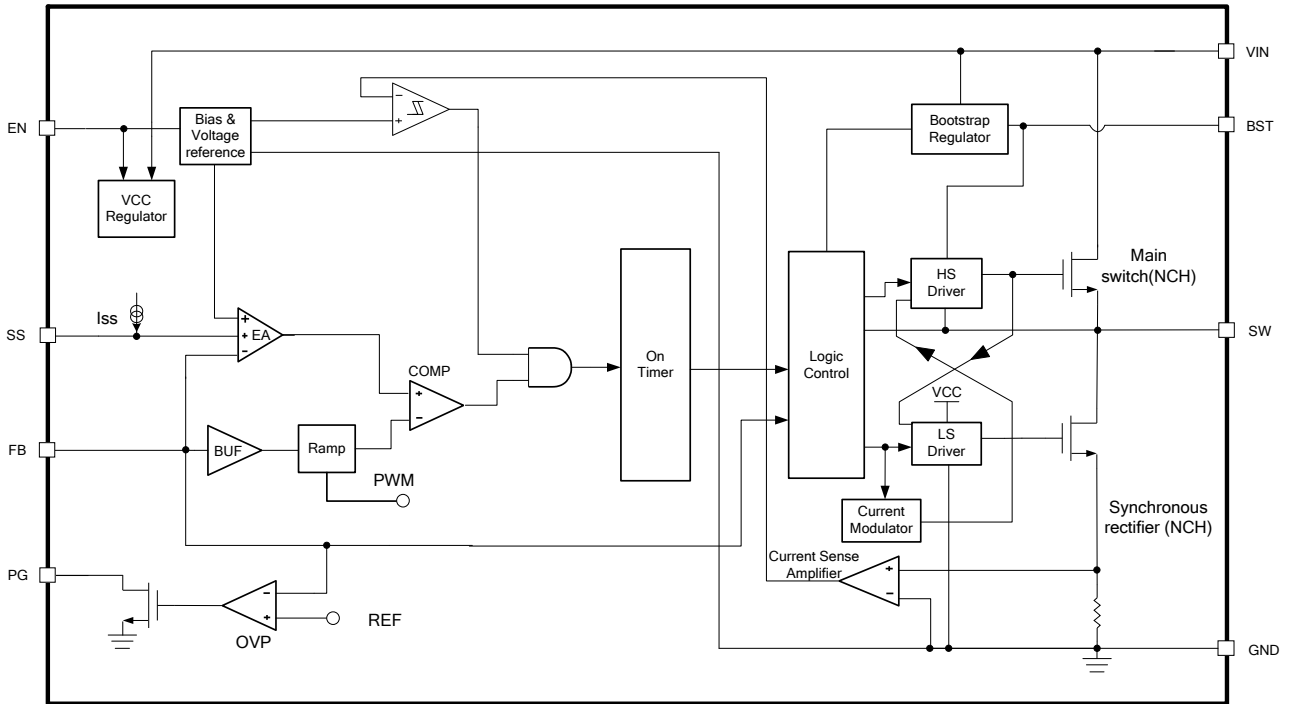 VIN
EN
Bias &
Voltage
reference
-
+
Bootstrap
Regulator
BST
VCC
Regulator
HS
Driver
Main
switch(NCH)
Iss
SS
+
+
-
EA
On
Timer
Logic
Control
SW
COMP
+
-
VCC
FB
BUF
Ramp
LS
Driver
PWM
Current
Modulator
Synchronous
rectifier (NCH)
Current Sense
Amplifier
+
-
PG
-
+
REF
OVP
GND